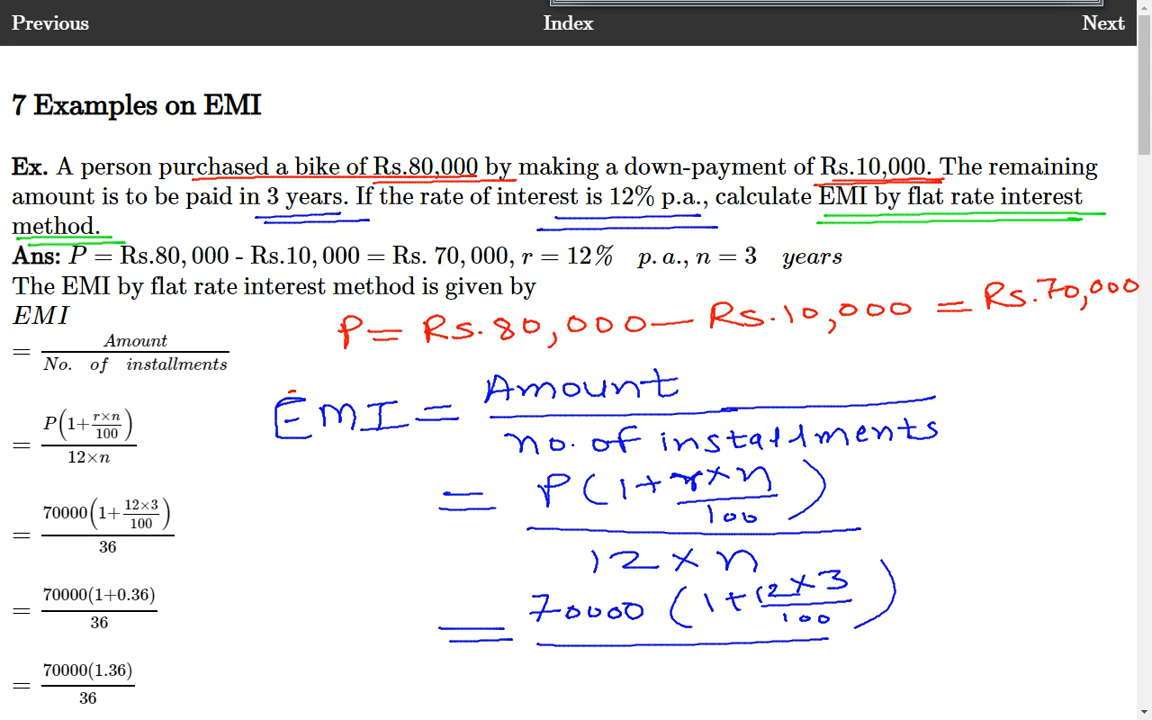 Previous Index Next
7 Examples on EMI
Ex. A person purchased a bike of Rs.80,000 by making a down-payment of Rs.10,000. The remaining
amount is to be paid in 3 years. If the rate of interest is 12% p.a., calculate EMI by flat rate interest
method.
Ans: P = Rs.80,000 - Rs.10,000 = Rs. 70,000, r = 12% p.a., n = 3 years
The EMI by flat rate interest method is given by
EMI
= Amount
No. of installments
= P(1+ r×n/100)
12×n
= 70000(1+ 12×3/100)
36
= 70000(1+0.36)
36
= 70000(1.36)
36
P = Rs.80,000 — Rs.10,000 = Rs.70,000
EMI = Amount
no. of installments
= P(1+ r×n/100)
12 × n
= 70000 (1+ 12×3/100)